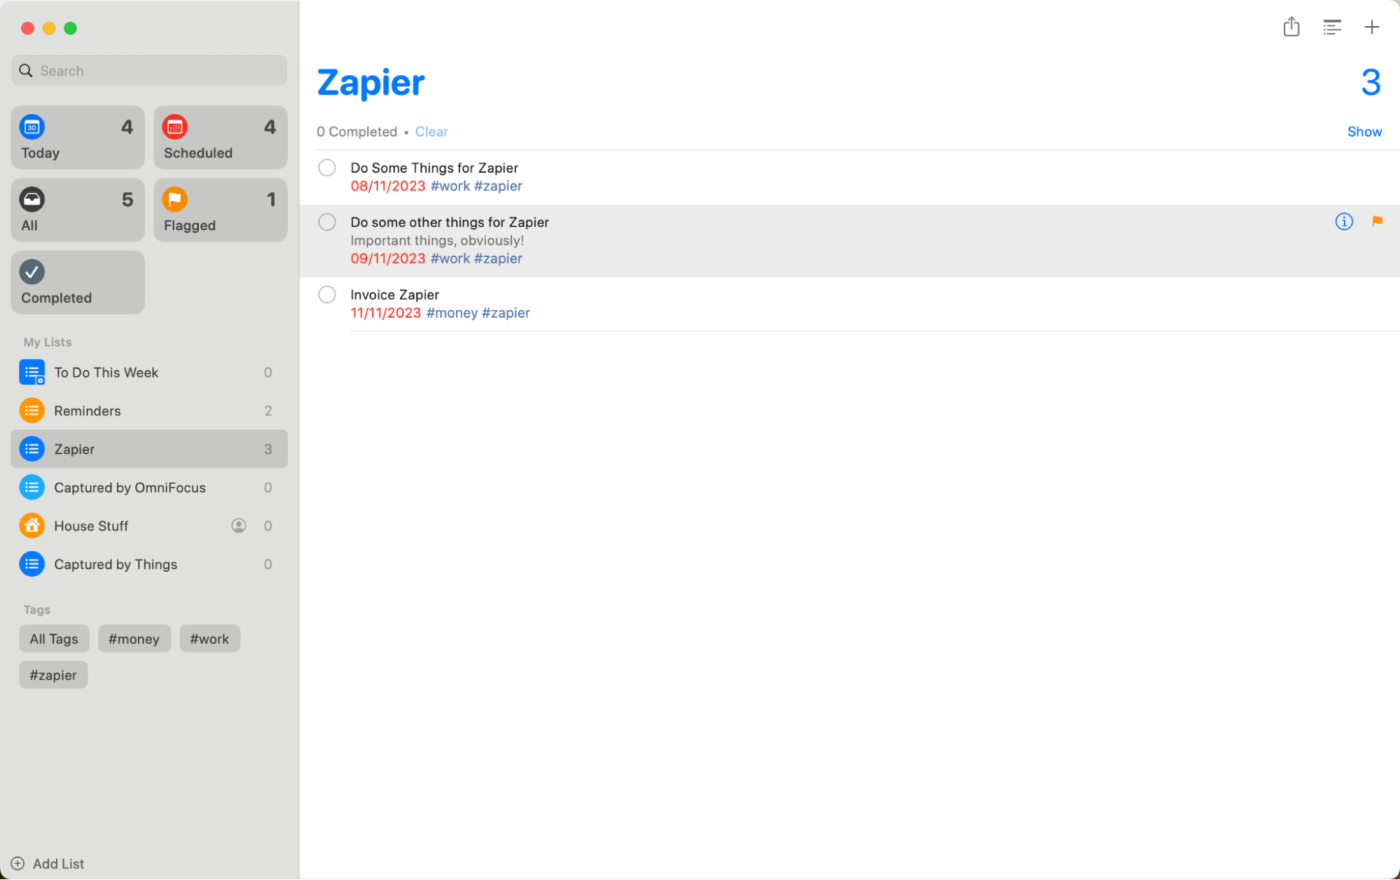 Search
30
4
Today
4
Scheduled
5
All
1
Flagged
Completed
My Lists
To Do This Week 0
Reminders 2
Zapier 3
Captured by OmniFocus 0
House Stuff 0
Captured by Things 0
Tags
All Tags #money #work
#zapier
Add List
Zapier 3
0 Completed • Clear Show
Do Some Things for Zapier
08/11/2023 #work #zapier
Do some other things for Zapier
Important things, obviously!
09/11/2023 #work #zapier
Invoice Zapier
11/11/2023 #money #zapier